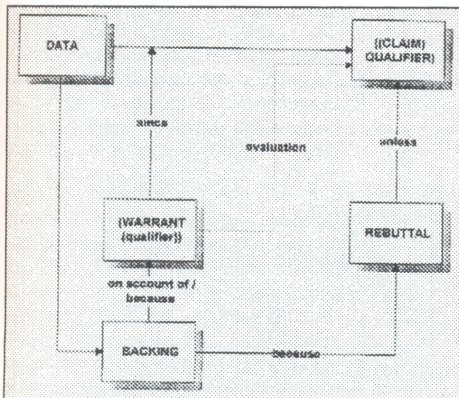 DATA
((CLAIM)
QUALIFIER)
since
evaluation
unless
(WARRANT
(qualifier))
REBUTTAL
on account of /
because
BACKING
because